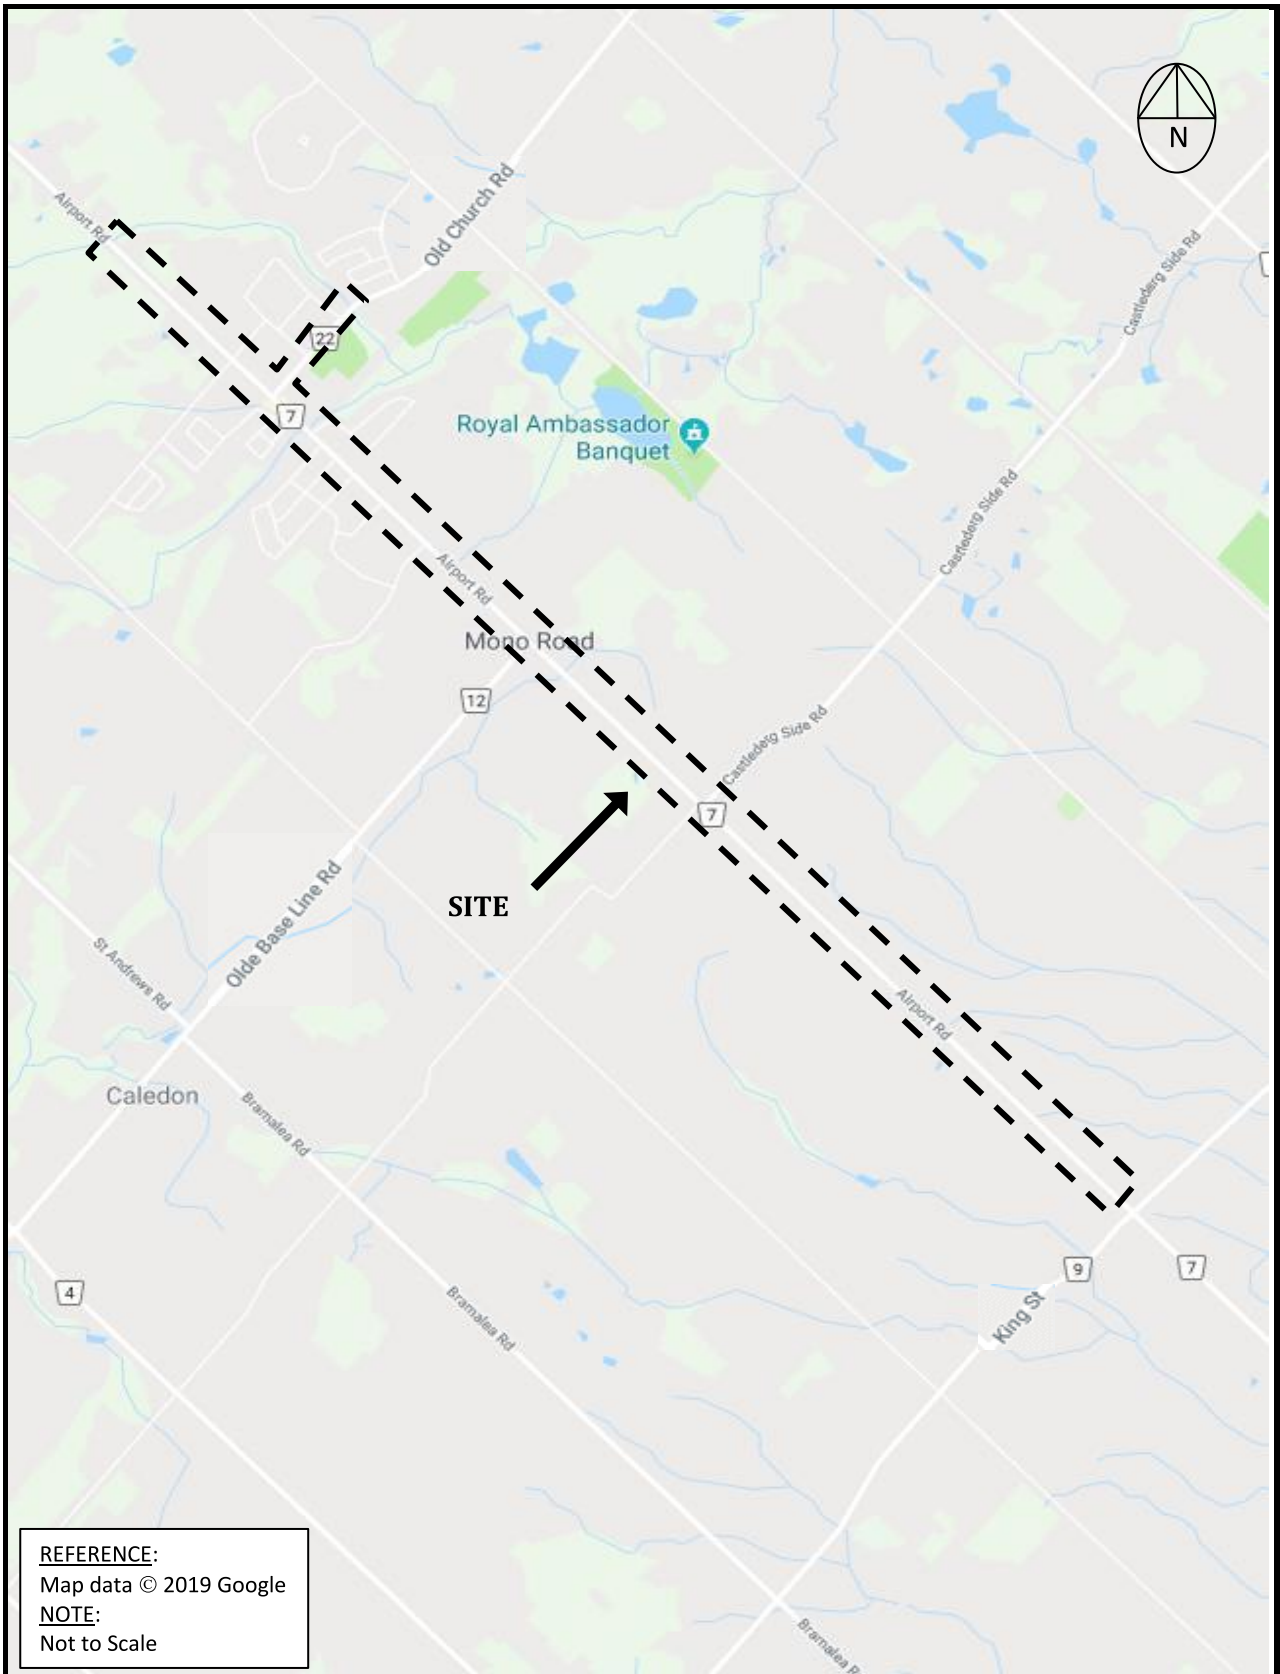 N
Airport Rd
Old Church Rd
Castlederg Side Rd
22
7
Royal Ambassador
Banquet
Castlederg Side Rd
Airport Rd
Mono Road
12
Castlederg Side Rd
7
SITE
Olde Base Line Rd
St Andrews Rd
Airport Rd
Caledon
Bramalea Rd
9
7
4
King St
Bramalea Rd
REFERENCE:
Map data © 2019 Google
NOTE:
Not to Scale
Bramalea R